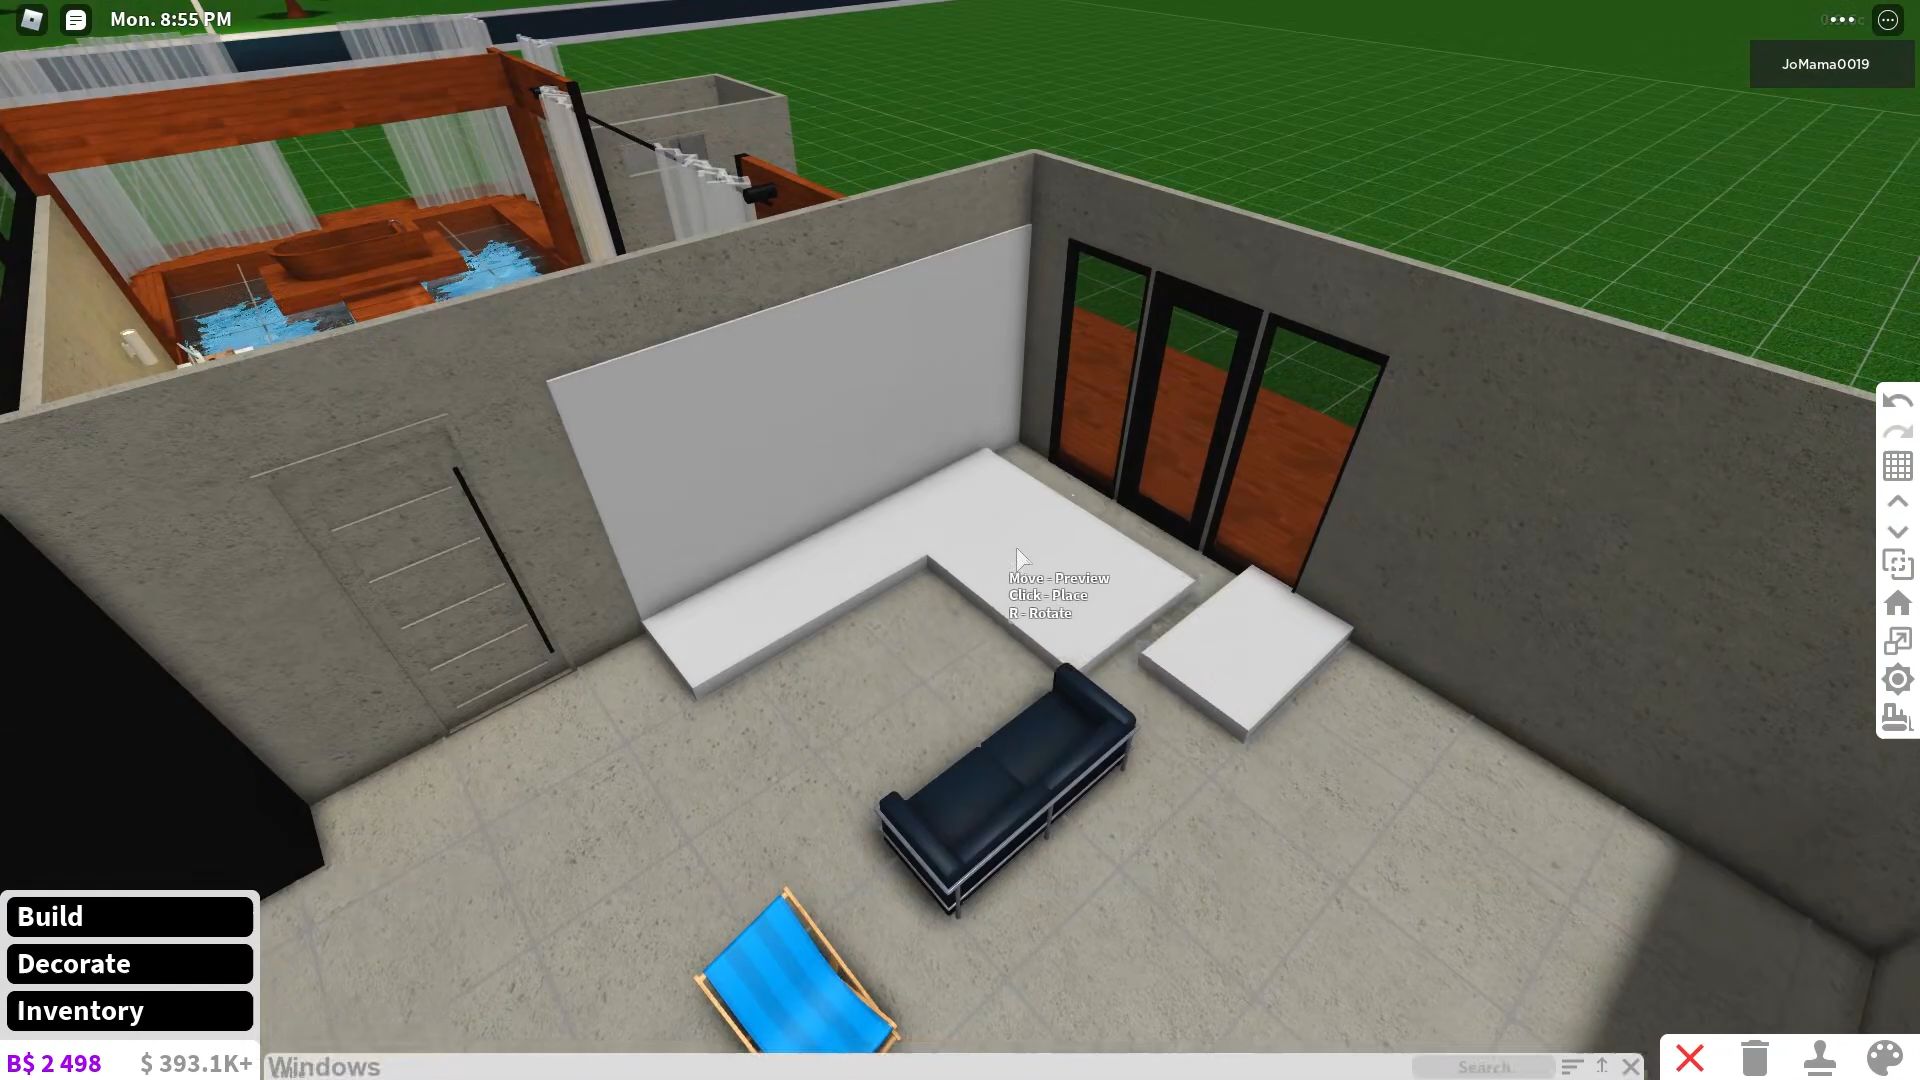 Mon. 8:55 PM
JoMama0019
Move - Preview
Click - Place
R - Rotate
Build
Decorate
Inventory
B$ 2 498
$ 393.1K+
Windows
Search